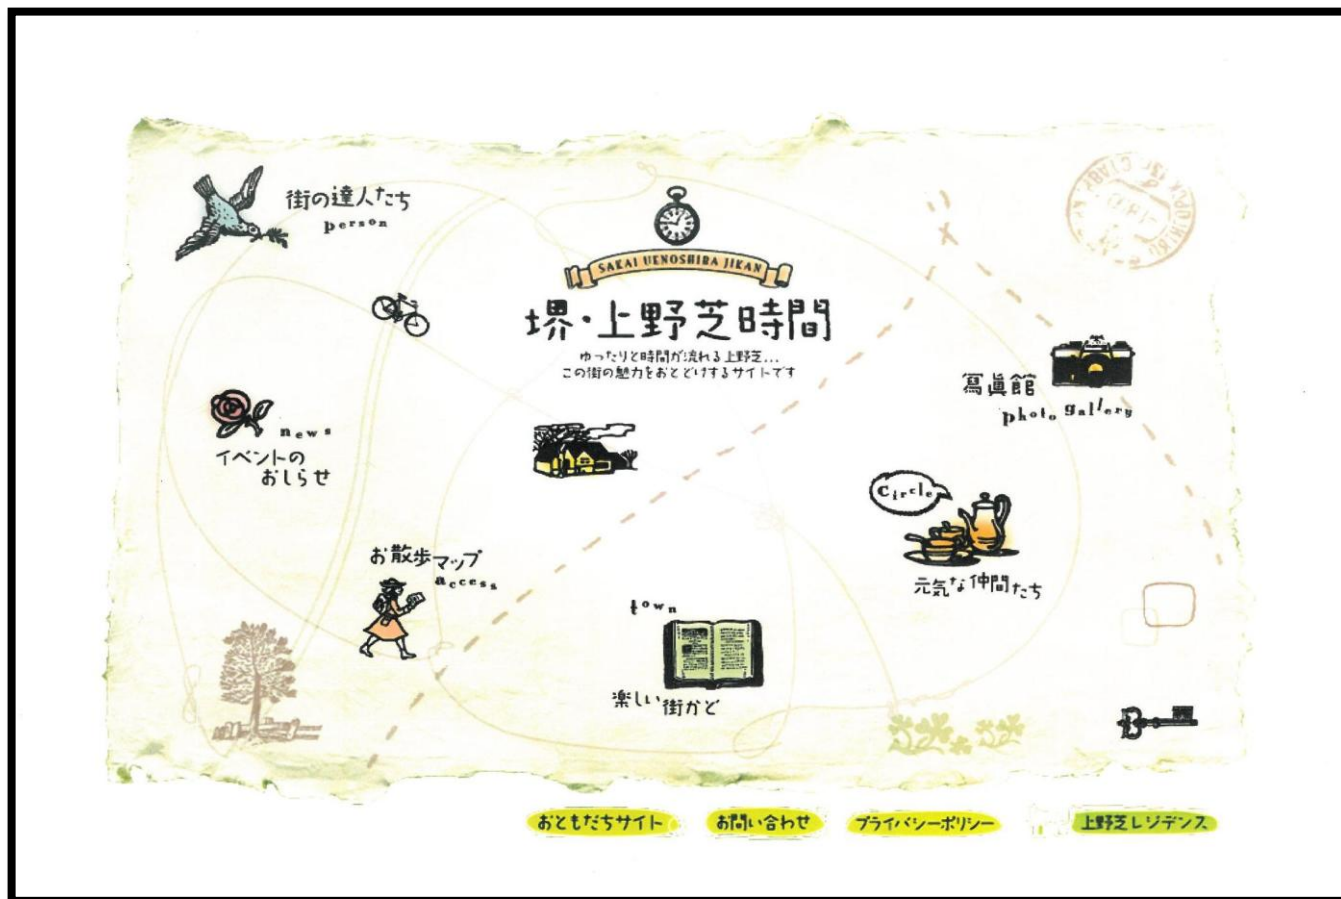 街の達人たち
person
SAKAI UENOSHIBA JIKAN
堺・上野芝時間
ゆったりと時間が流れる上野芝...
この街の魅力をおとどけするサイトです
寫眞館
photo gallery
news
イベントの
おしらせ
Circle
元気な仲間たち
お散歩マップ
access
town
楽しい街かど
おともだちサイト
お問い合わせ
プライバシーポリシー
上野芝レジデンス